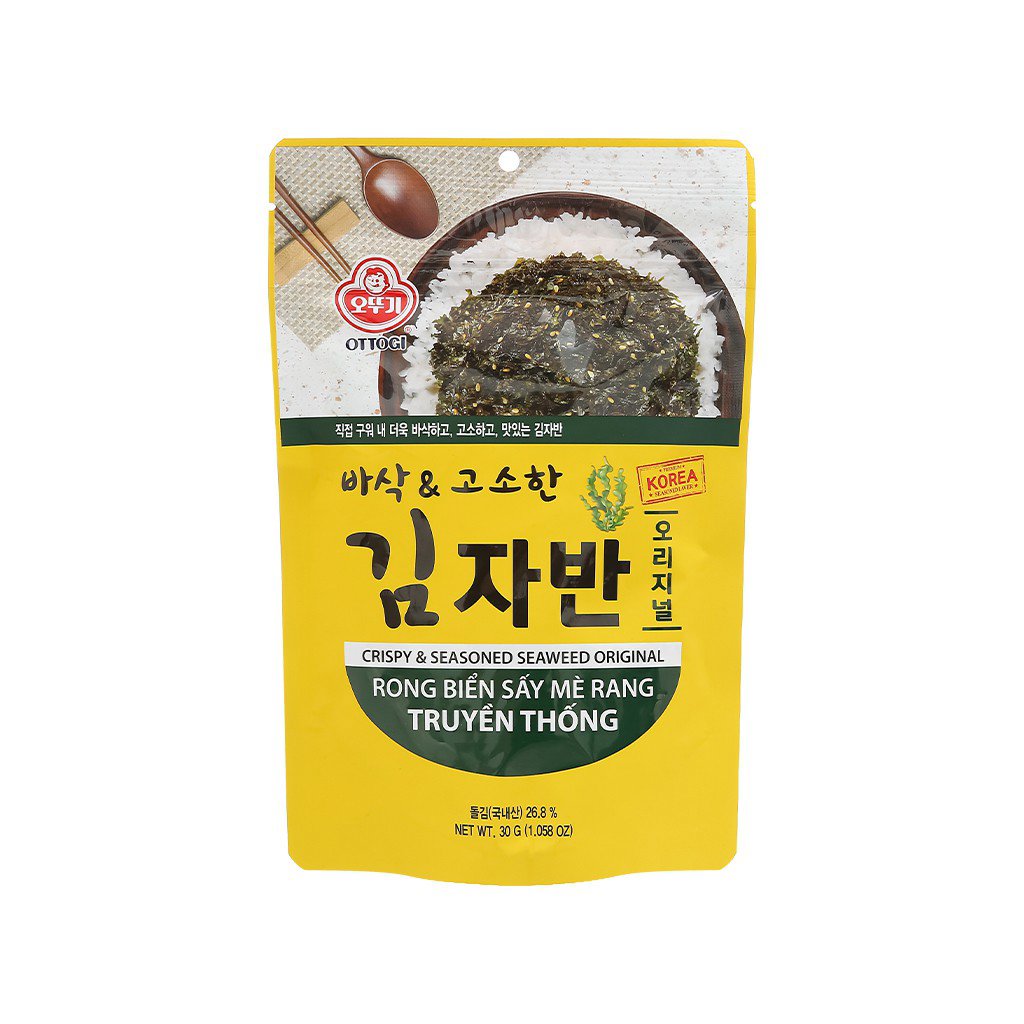 오뚜기
OTTOGI
직접 구워 내 더욱 바삭하고, 고소하고, 맛있는 김자반
바삭 & 고소한
PREMIUM
KOREA
SEASONED LAVER
김자반
오리지널
CRISPY & SEASONED SEAWEED ORIGINAL
RONG BIỂN SẤY MÈ RANG
TRUYỀN THỐNG
돌김(국내산) 26.8 %
NET WT. 30 G (1.058 OZ)